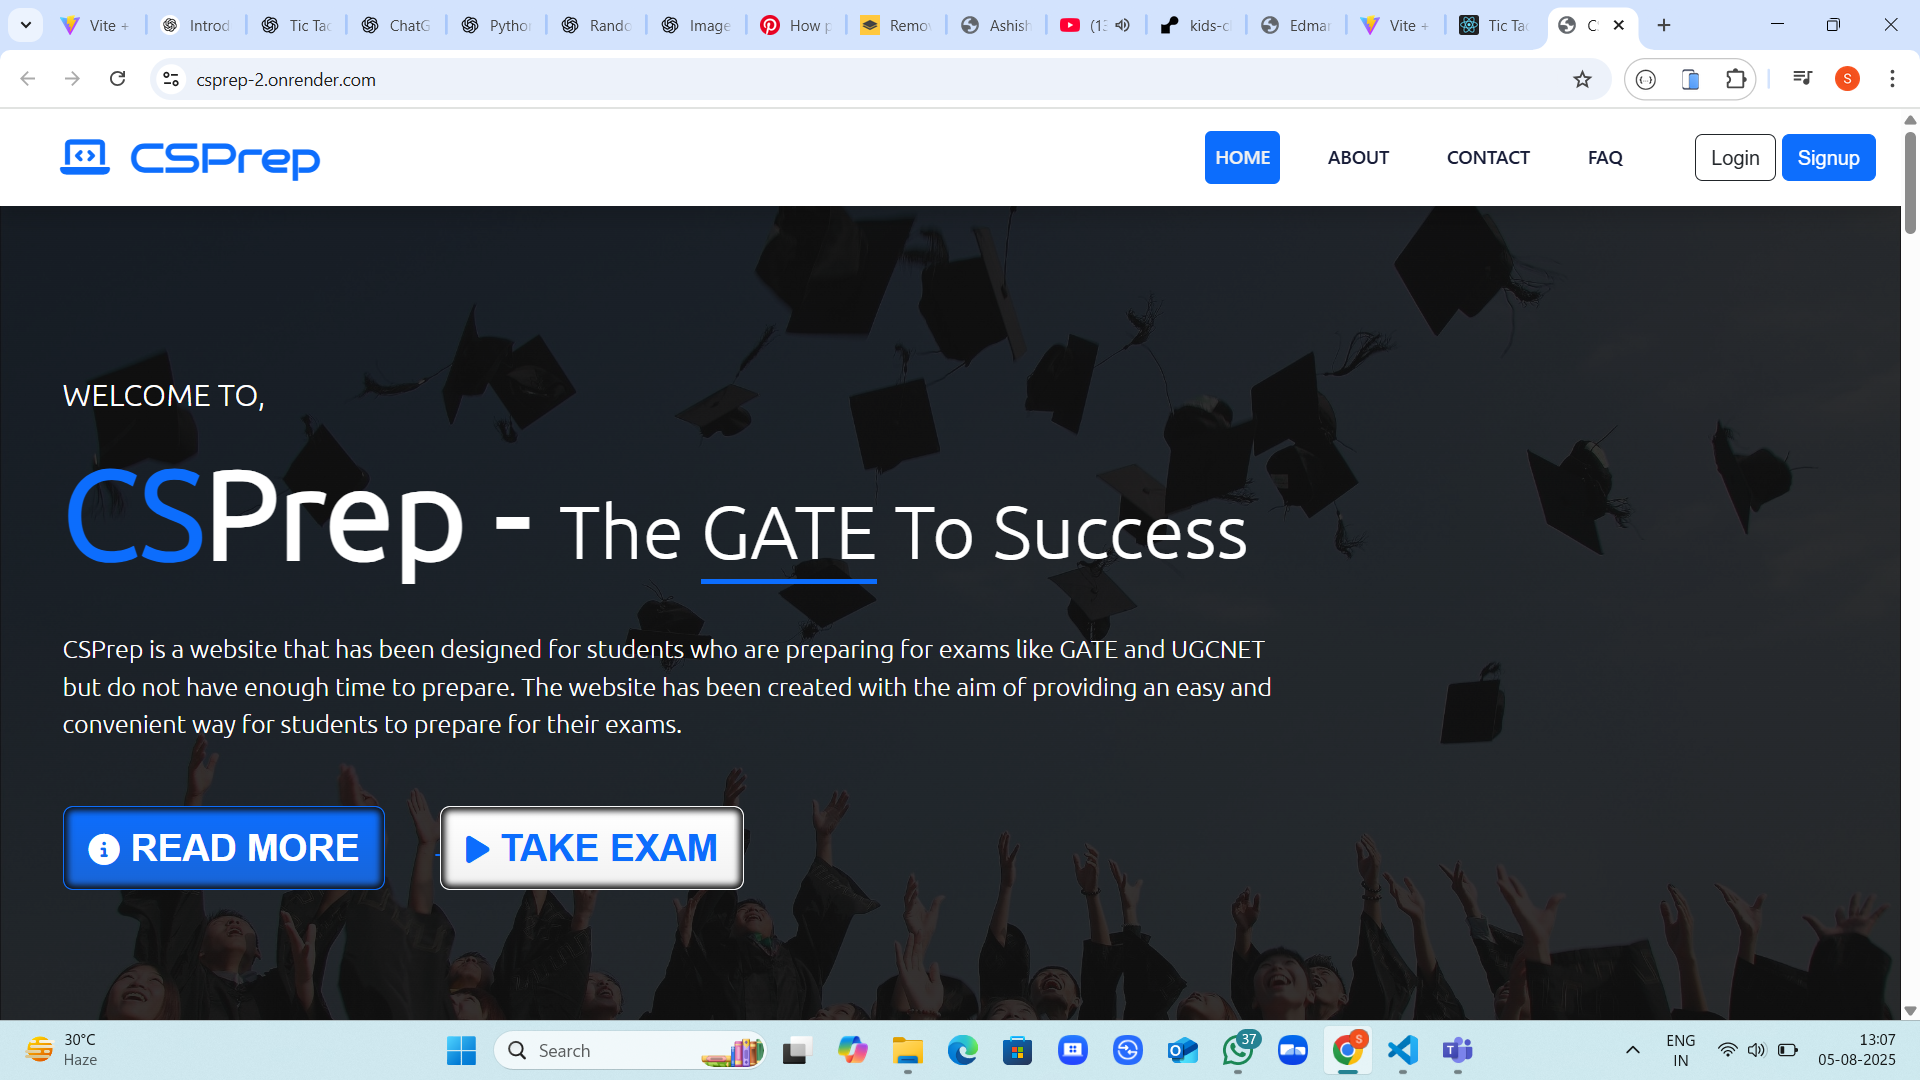 Vite +
Introd
Tic Tac
ChatG
Python
Rando
Image
How p
Remov
Ashish
(13
kids-cl
Edmar
Vite +
Tic Tac
CS
csprep-2.onrender.com
S
CSPrep
HOME
ABOUT
CONTACT
FAQ
Login
Signup
WELCOME TO,
CSPrep - The GATE To Success
CSPrep is a website that has been designed for students who are preparing for exams like GATE and UGCNET
but do not have enough time to prepare. The website has been created with the aim of providing an easy and
convenient way for students to prepare for their exams.
READ MORE
TAKE EXAM
30°C
Haze
Search
37
S
ENG
IN
13:07
05-08-2025